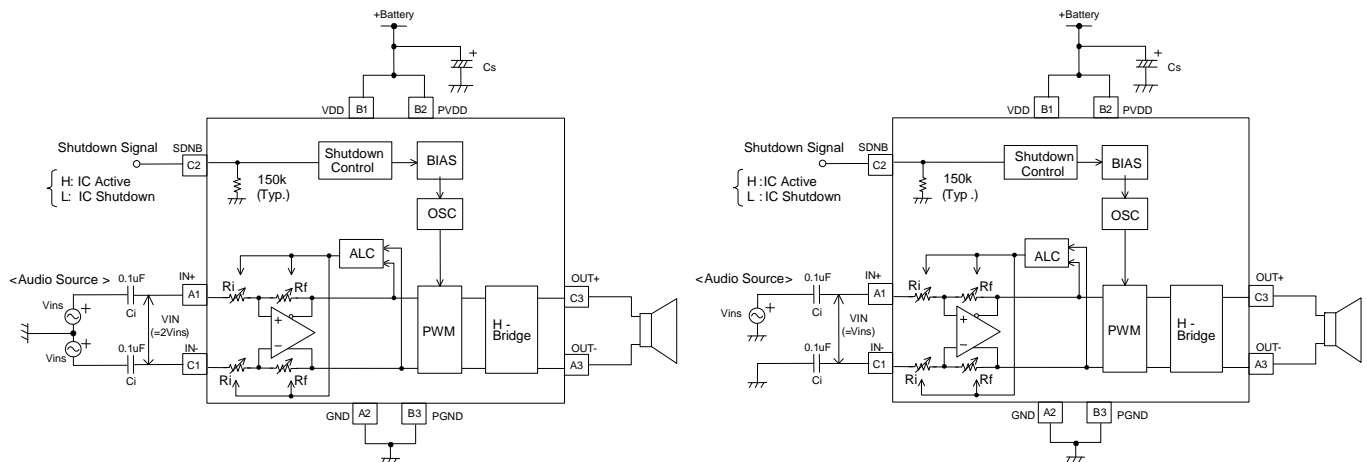 +Battery
+
Cs
VDD
B1
B2
PVDD
Shutdown Signal
SDNB
C2
H: IC Active
L: IC Shutdown
150k
(Typ.)
Shutdown
Control
BIAS
OSC
ALC
<Audio Source >
0.1uF
IN+
A1
Ci
Vins
+
VIN
(=2Vins)
Vins
+
0.1uF
IN-
C1
Ci
Ri
Rf
+
−
Ri
Rf
PWM
H -
Bridge
OUT+
C3
OUT-
A3
GND
A2
B3
PGND
+Battery
+
Cs
VDD
B1
B2
PVDD
Shutdown Signal
SDNB
C2
H : IC Active
L : IC Shutdown
150k
(Typ .)
Shutdown
Control
BIAS
OSC
ALC
<Audio Source>
0.1uF
IN+
A1
Ci
Vins
+
VIN
(=Vins)
0.1uF
IN-
C1
Ci
Ri
Rf
+
−
Ri
Rf
PWM
H -
Bridge
OUT+
C3
OUT-
A3
GND
A2
B3
PGND